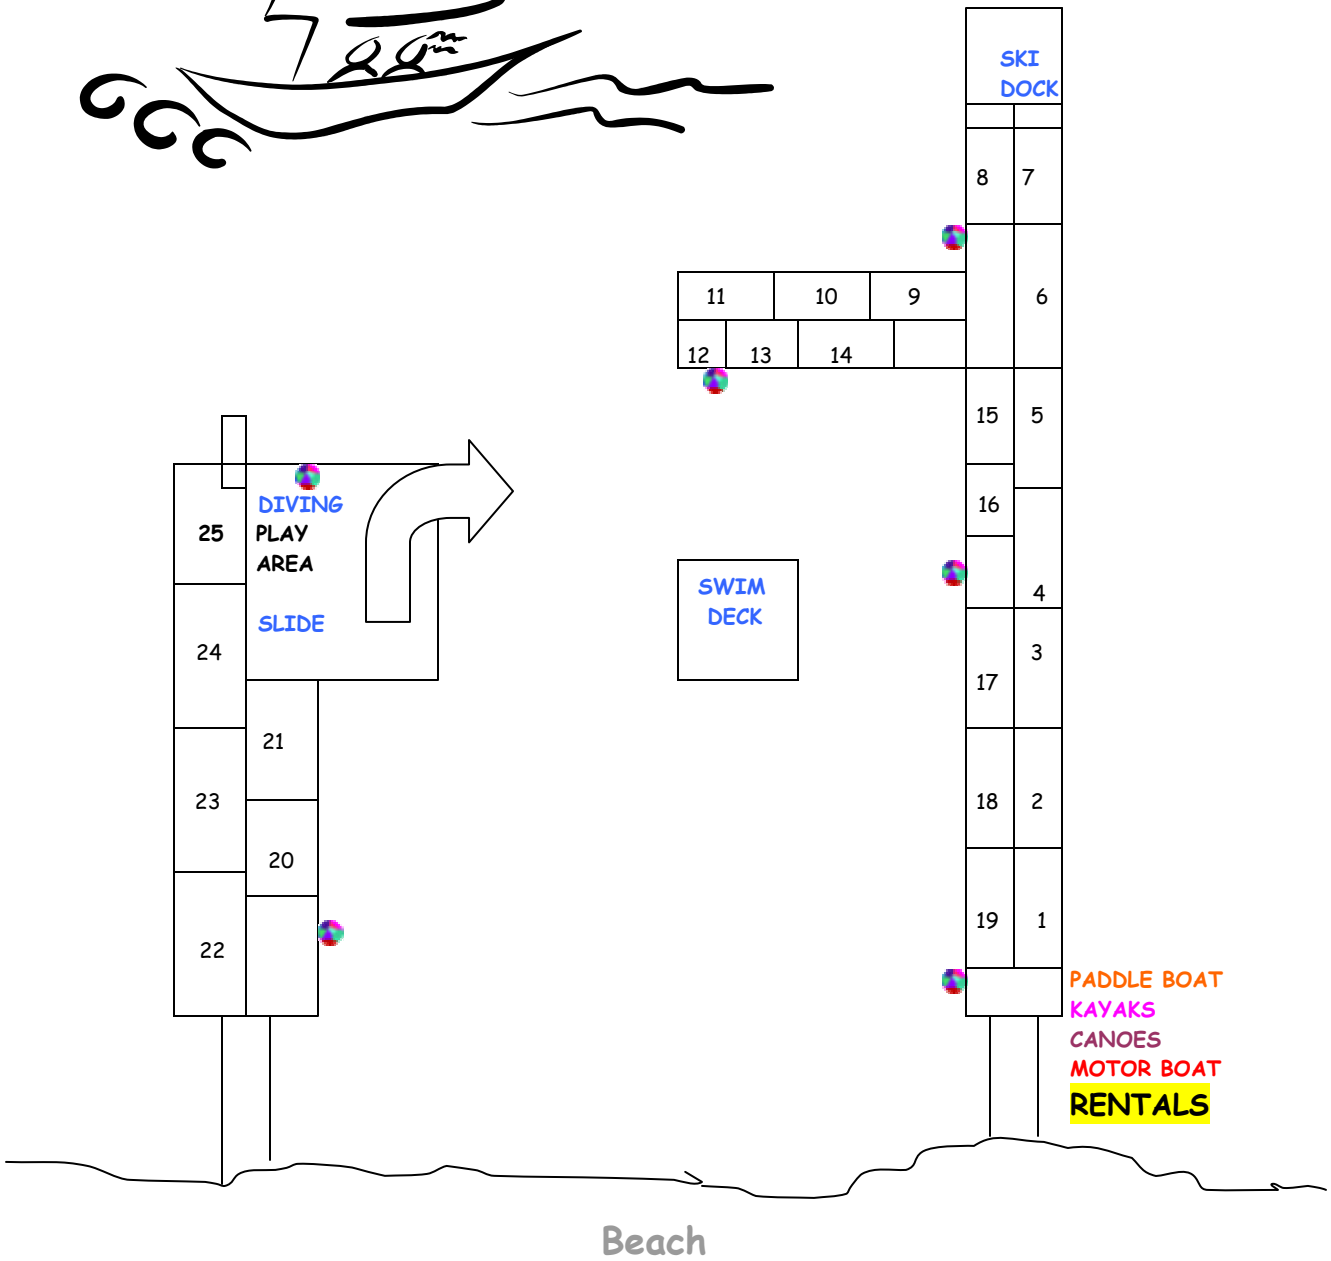 SKI
DOCK
8 7
11 10 9 6
12 13 14
15 5
DIVING
16
25 PLAY
AREA
SWIM
4
DECK
SLIDE
24 3
17
21
23 18 2
20
19 1
22
PADDLE BOAT
KAYAKS
CANOES
MOTOR BOAT
RENTALS
Beach